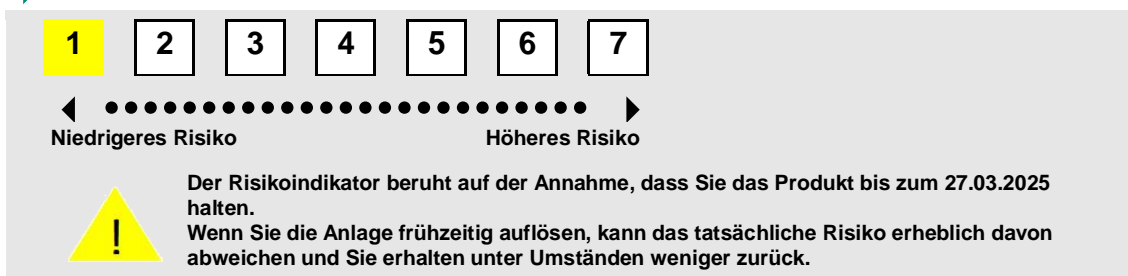 1 2 3 4 5 6 7
Niedrigeres Risiko Höheres Risiko
Der Risikoindikator beruht auf der Annahme, dass Sie das Produkt bis zum 27.03.2025
halten.
! Wenn Sie die Anlage frühzeitig auflösen, kann das tatsächliche Risiko erheblich davon
abweichen und Sie erhalten unter Umständen weniger zurück.